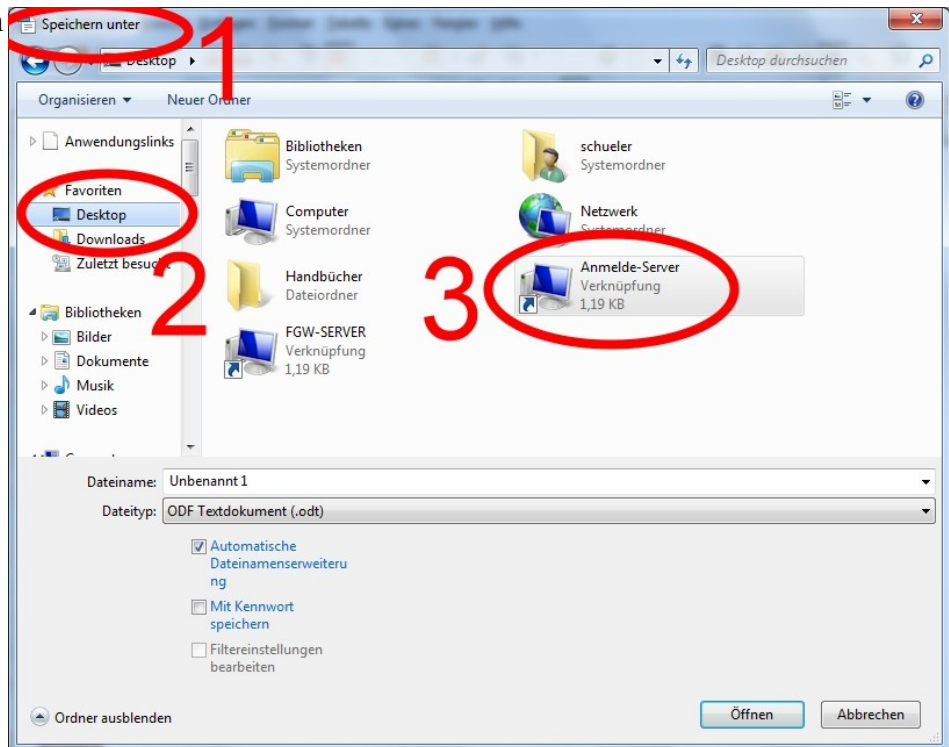 Speichern unter
1
Desktop
Desktop durchsuchen
Organisieren
Neuer Ordner
Anwendungslinks
Favoriten
Desktop
Downloads
Zuletzt besucht
2
Bibliotheken
Bilder
Dokumente
Musik
Videos
Bibliotheken
Systemordner
schueler
Systemordner
Computer
Systemordner
Netzwerk
Systemordner
Handbücher
Dateiordner
3
Anmelde-Server
Verknüpfung
1,19 KB
FGW-SERVER
Verknüpfung
1,19 KB
Dateiname: Unbenannt 1
Dateityp: ODF Textdokument (.odt)
Automatische
Dateinamenserweiteru
ng
Mit Kennwort
speichern
Filtereinstellungen
bearbeiten
Ordner ausblenden
Öffnen
Abbrechen